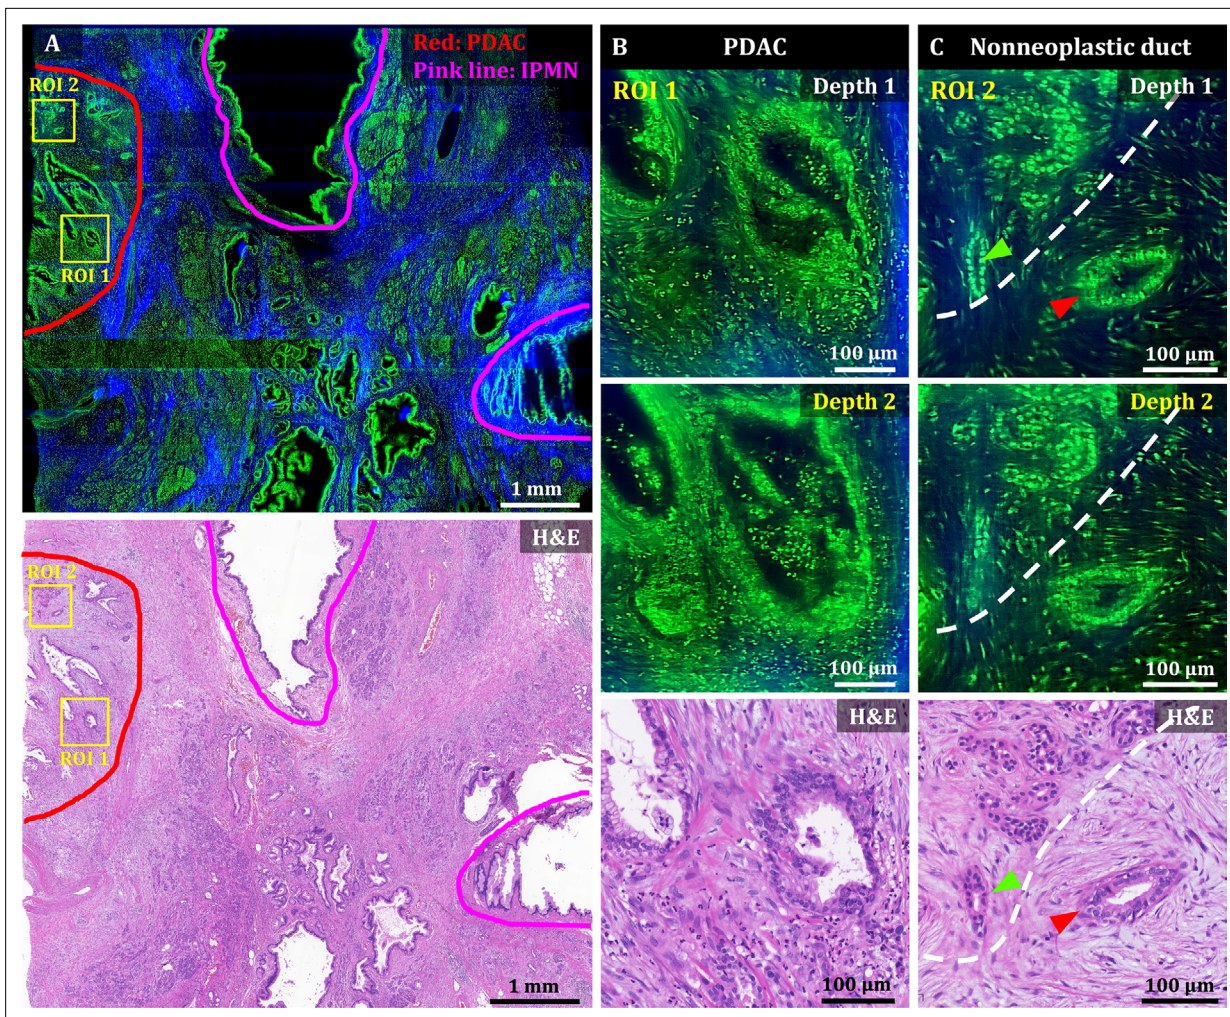 A
Red: PDAC
Pink line: IPMN
ROI 2
ROI 1
1 mm
H&E
ROI 2
ROI 1
1 mm
B
PDAC
ROI 1
Depth 1
100 µm
Depth 2
100 µm
H&E
100 µm
C
Nonneoplastic duct
ROI 2
Depth 1
100 µm
Depth 2
100 µm
H&E
100 µm